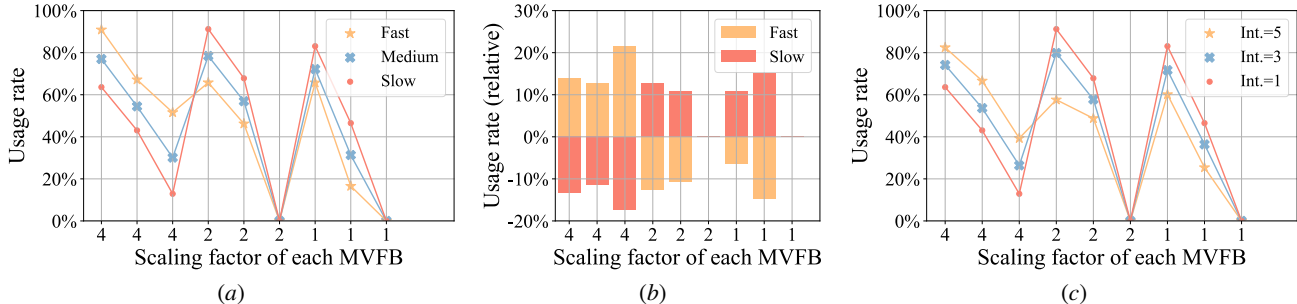 100%
80%
60%
40%
20%
0%
Usage rate
Fast
Medium
Slow
4 4 4 2 2 2 1 1 1
Scaling factor of each MVFB
(a)
30%
20%
10%
0%
-10%
-20%
Usage rate (relative)
Fast
Slow
4 4 4 2 2 2 1 1 1
Scaling factor of each MVFB
(b)
100%
80%
60%
40%
20%
0%
Usage rate
Int.=5
Int.=3
Int.=1
4 4 4 2 2 2 1 1 1
Scaling factor of each MVFB
(c)